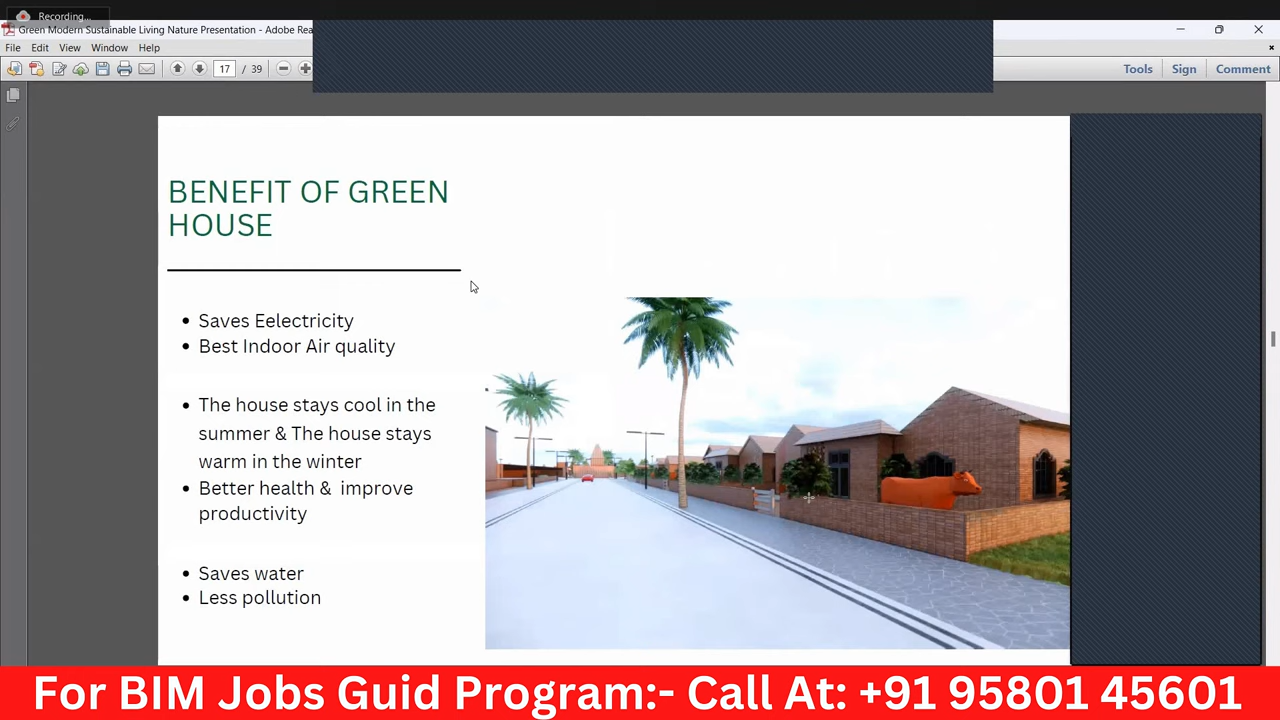 Recording...
Green Modern Sustainable Living Nature Presentation - Adobe Rea
File Edit View Window Help
17 / 39
Tools Sign Comment
BENEFIT OF GREEN
HOUSE
• Saves Eelectricity
• Best Indoor Air quality
• The house stays cool in the
summer & The house stays
warm in the winter
• Better health & improve
productivity
• Saves water
• Less pollution
For BIM Jobs Guid Program:- Call At: +91 95801 45601